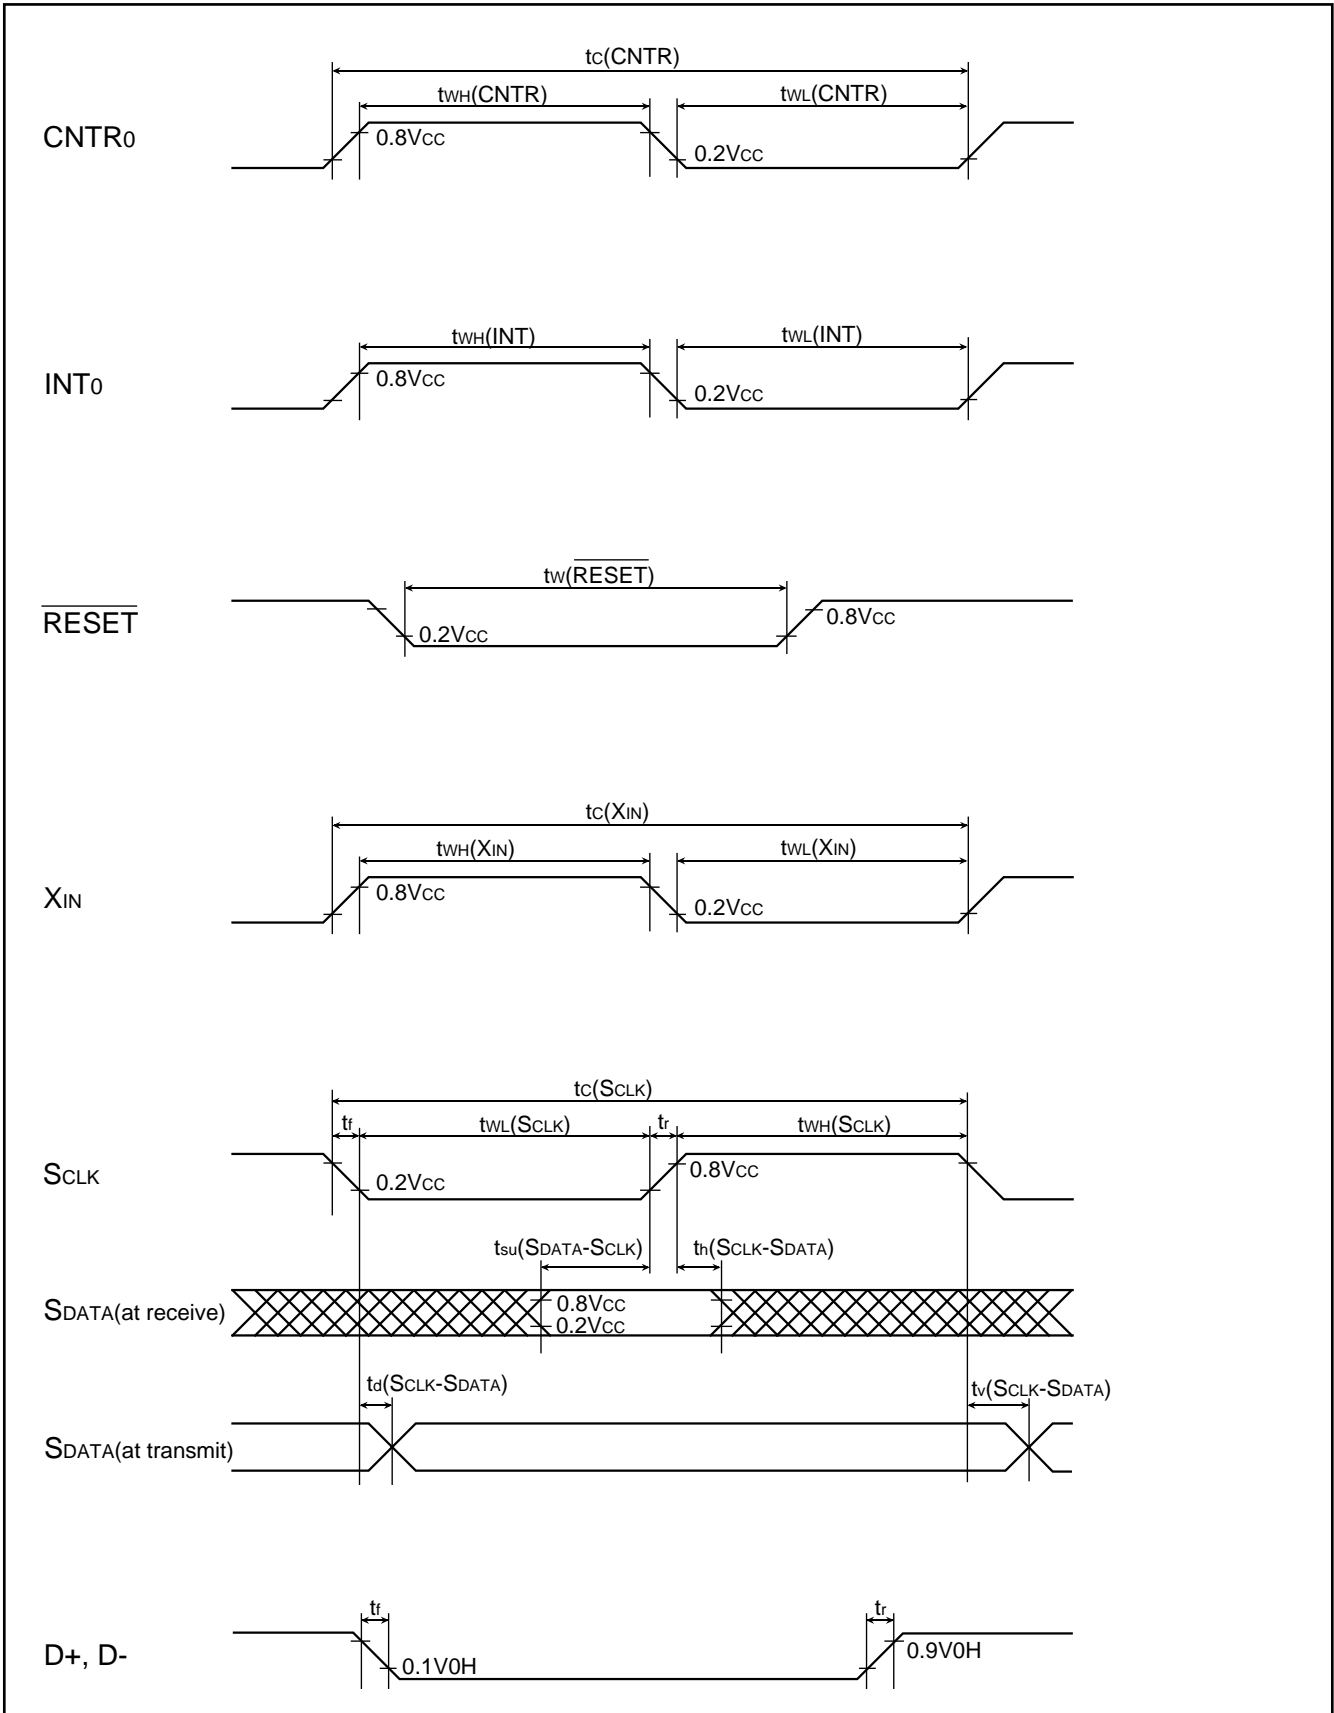 tC(CNTR)
tWH(CNTR)
tWL(CNTR)
CNTR0
0.8VCC
0.2VCC
tWH(INT)
tWL(INT)
INT0
0.8VCC
0.2VCC
tW(RESET)
RESET
0.2VCC
0.8VCC
tC(XIN)
tWH(XIN)
tWL(XIN)
XIN
0.8VCC
0.2VCC
tC(SCLK)
tf
tWL(SCLK)
tr
tWH(SCLK)
SCLK
0.2VCC
0.8VCC
tsu(SDATA-SCLK)
th(SCLK-SDATA)
SDATA(at receive)
0.8VCC
0.2VCC
td(SCLK-SDATA)
tv(SCLK-SDATA)
SDATA(at transmit)
tf
tr
D+, D-
0.1V0H
0.9V0H